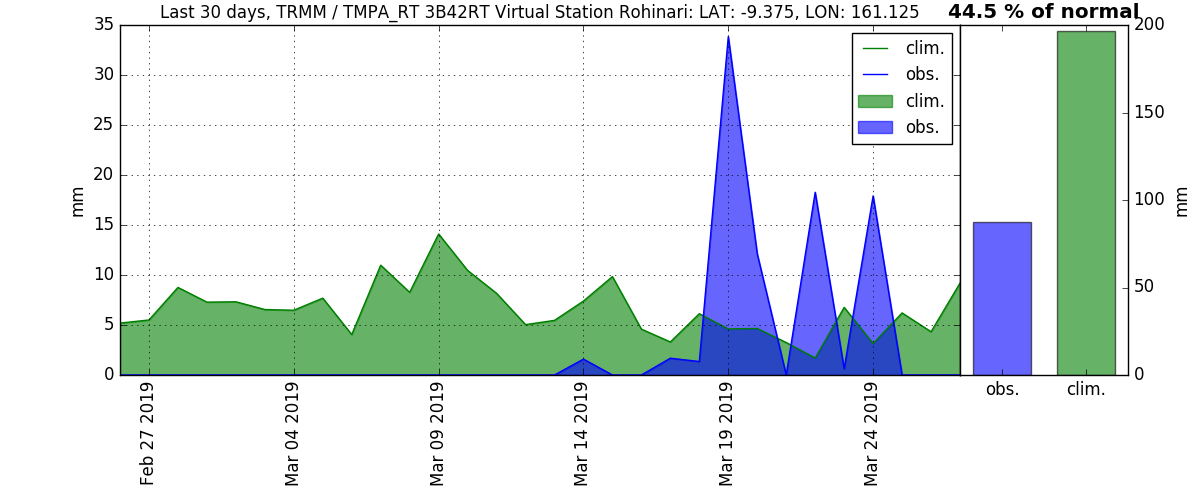 Last 30 days, TRMM / TMPA_RT 3B42RT Virtual Station Rohinari: LAT: -9.375, LON: 161.125
44.5 % of normal
35
30
25
20
15
10
5
0
mm
clim.
obs.
clim.
obs.
Feb 27 2019
Mar 04 2019
Mar 09 2019
Mar 14 2019
Mar 19 2019
Mar 24 2019
200
150
100
50
0
mm
obs.
clim.